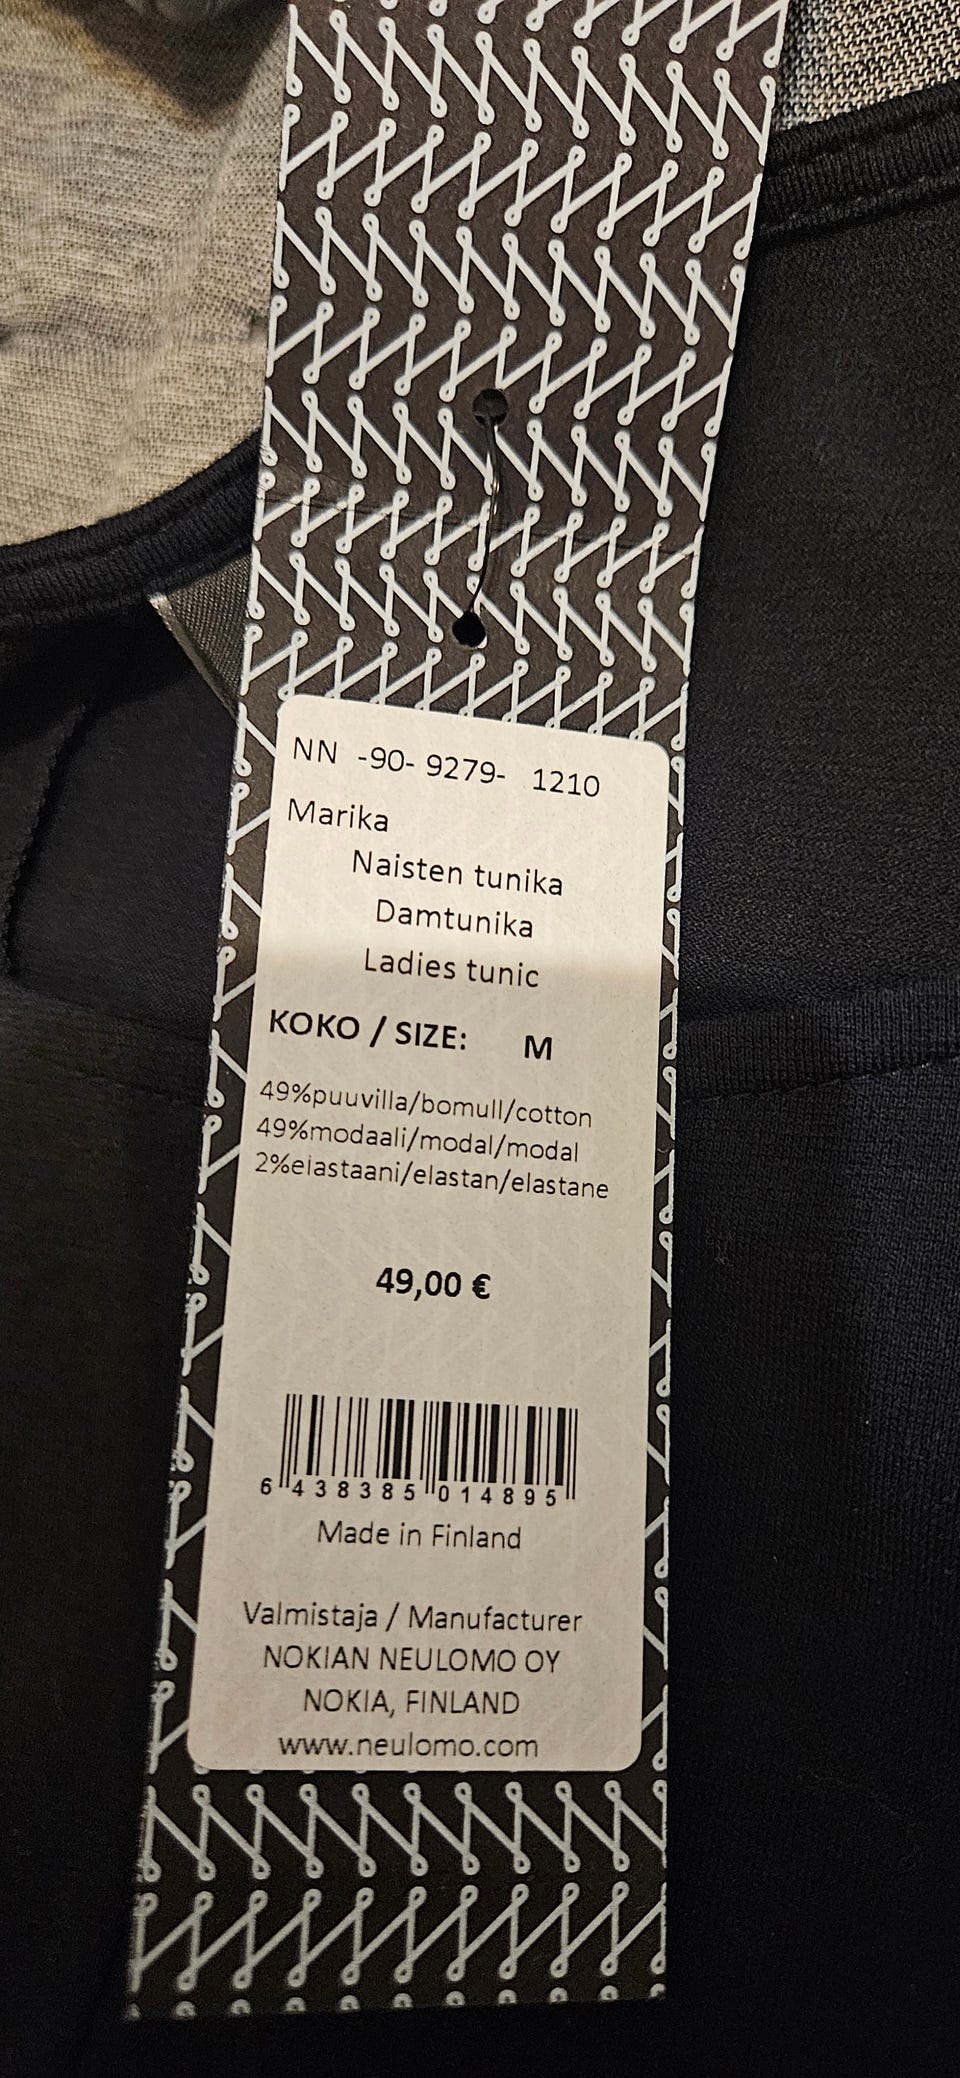 NN -90- 9279- 1210
Marika
Naisten tunika
Damtunika
Ladies tunic
KOKO / SIZE: M
49%puuvilla/bomull/cotton
49%modaali/modal/modal
2%elastaani/elastan/elastane
49,00 €
6 438385 014895
Made in Finland
Valmistaja / Manufacturer
NOKIAN NEULOMO OY
NOKIA, FINLAND
www.neulomo.com